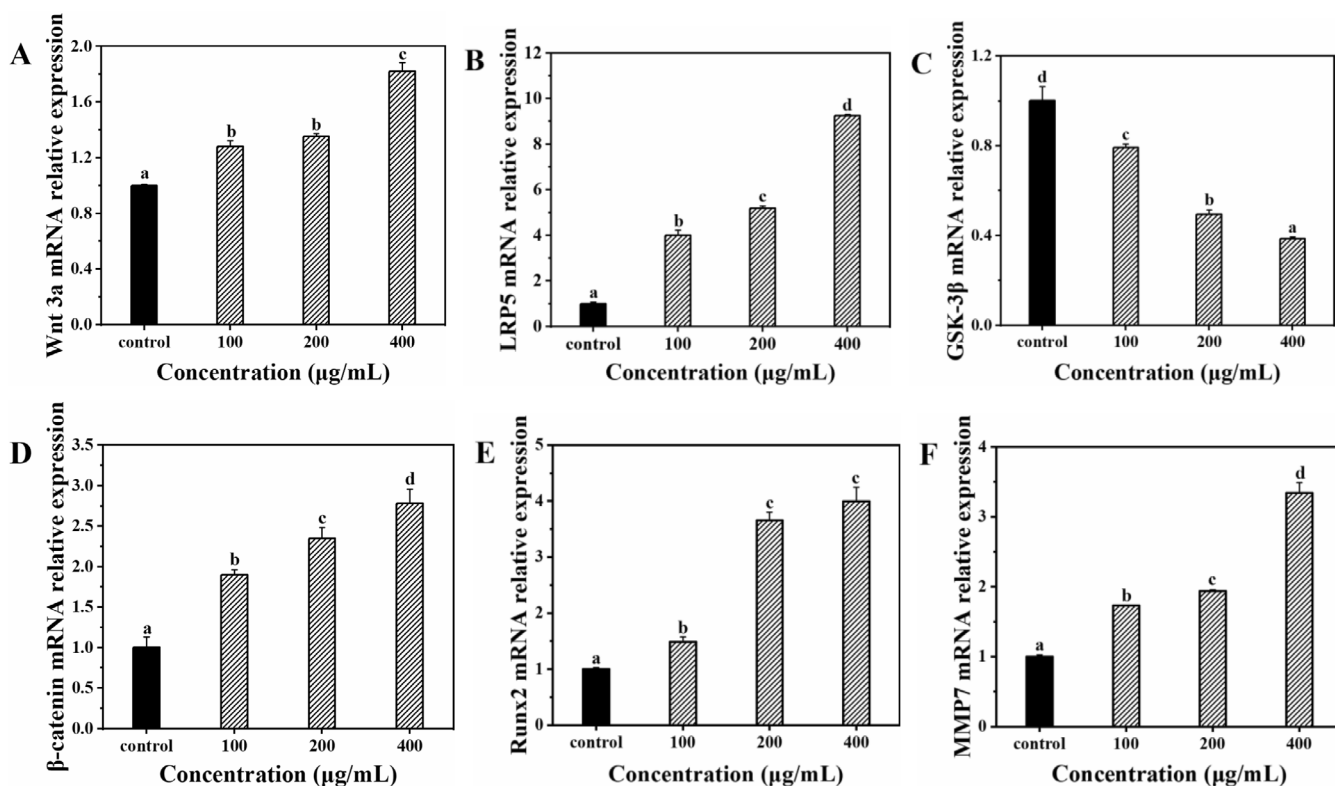 A
Wnt 3a mRNA relative expression
2.0
1.6
1.2
0.8
0.4
0.0
a
b
b
c
control 100 200 400
Concentration (μg/mL)
B
LRP5 mRNA relative expression
12
10
8
6
4
2
0
a
b
c
d
control 100 200 400
Concentration (μg/mL)
C
GSK-3β mRNA relative expression
1.2
0.8
0.4
0.0
d
c
b
a
control 100 200 400
Concentration (μg/mL)
D
β-catenin mRNA relative expression
3.5
3.0
2.5
2.0
1.5
1.0
0.5
0.0
a
b
c
d
control 100 200 400
Concentration (μg/mL)
E
Runx2 mRNA relative expression
5
4
3
2
1
0
a
b
c
c
control 100 200 400
Concentration (μg/mL)
F
MMP7 mRNA relative expression
4
3
2
1
0
a
b
c
d
control 100 200 400
Concentration (μg/mL)